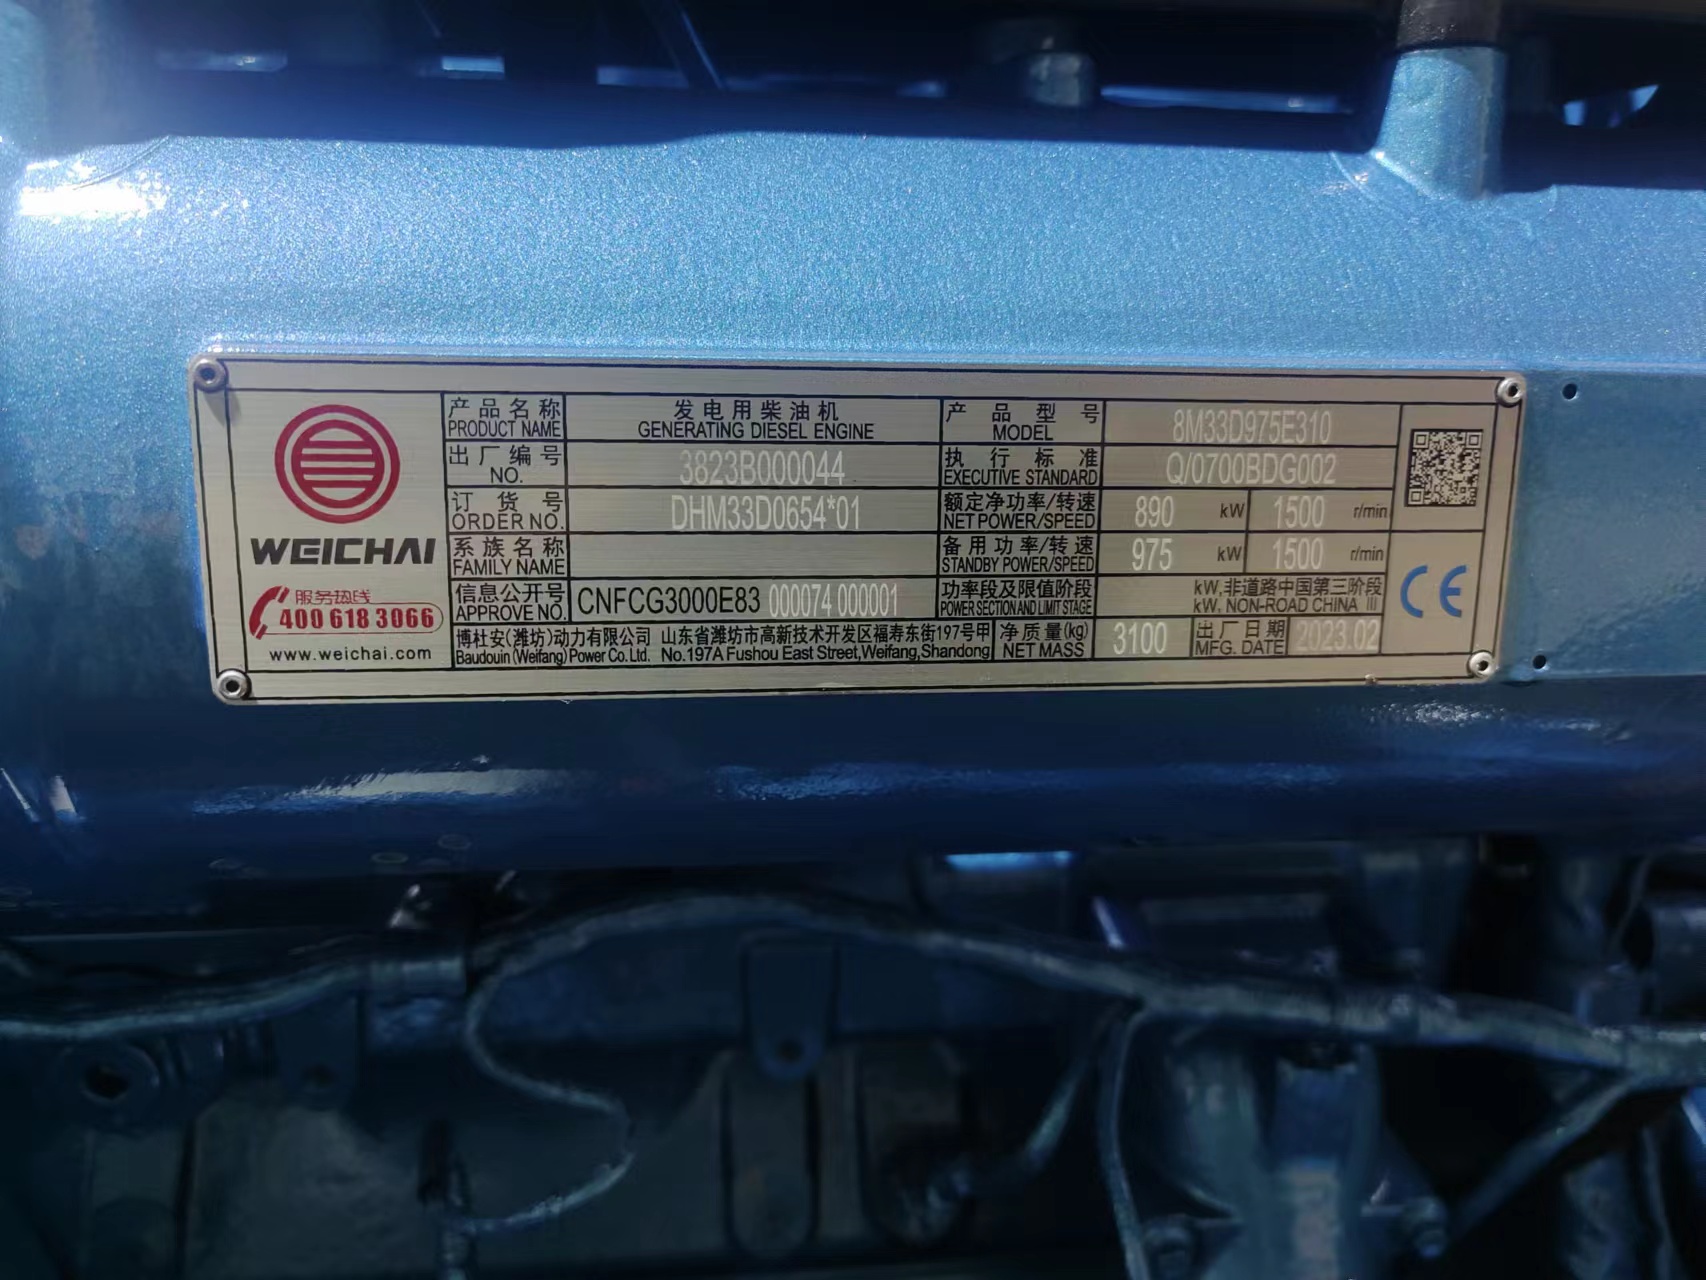 WEICHAI
服务热线
400 618 3066
www.weichai.com
产品名称
PRODUCT NAME
发电用柴油机
GENERATING DIESEL ENGINE
产品型号
MODEL
8M33D975E310
出厂编号
NO.
3823B000044
执行标准
EXECUTIVE STANDARD
Q/0700BDG002
订货号
ORDER NO.
DHM33D0654*01
额定净功率/转速
NET POWER/SPEED
890 kW 1500 r/min
系族名称
FAMILY NAME
备用功率/转速
STANDBY POWER/SPEED
975 kW 1500 r/min
信息公开号
APPROVE NO.
CNFCG3000E83 000074 000001
功率段及限值阶段
POWER SECTION AND LIMIT STAGE
kW, 非道路中国第三阶段
kW, NON-ROAD CHINA III
博杜安(潍坊)动力有限公司 山东省潍坊市高新技术开发区福寿东街197号甲
Baudouin (Weifang) Power Co. Ltd. No.197A Fushou East Street,Weifang,Shandong
净质量(kg)
NET MASS
3100
出厂日期
MFG. DATE
2023.02
CE